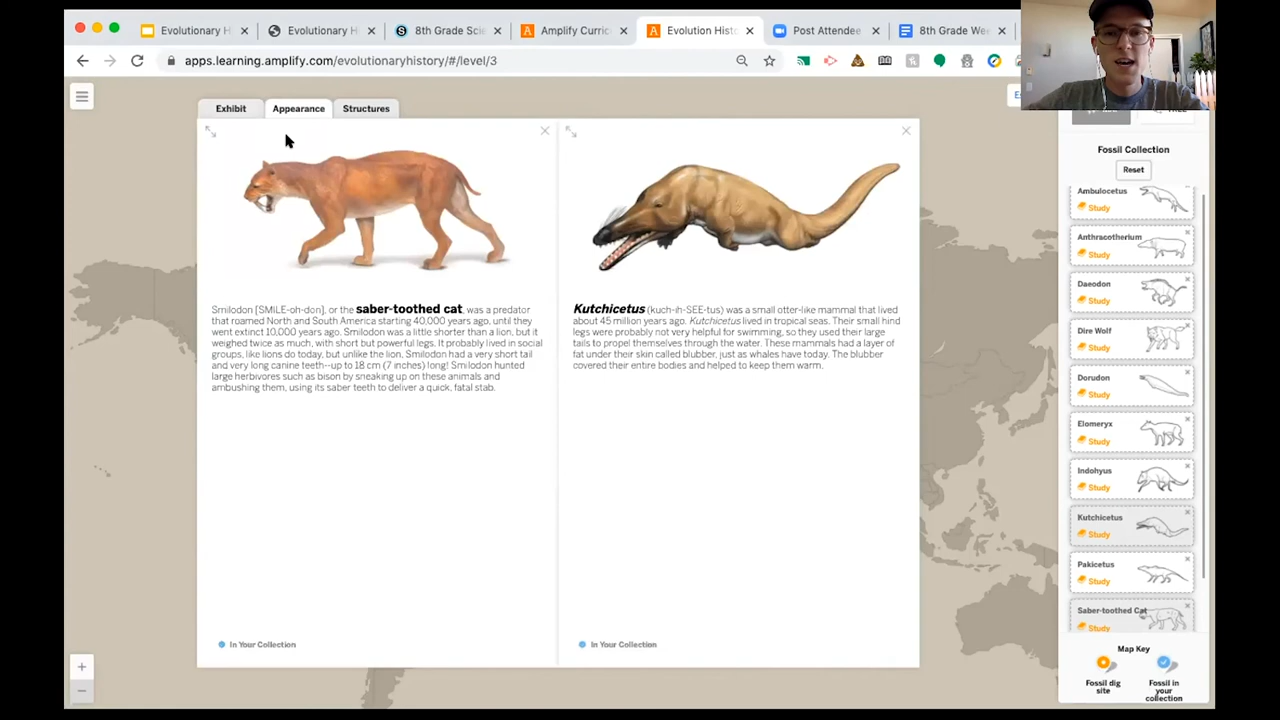 Evolutionary H
Evolutionary H
8th Grade Scie
Amplify Curric
Evolution Histo
Post Attendee
8th Grade Wee
apps.learning.amplify.com/evolutionaryhistory/#/level/3
Exhibit
Appearance
Structures
Smilodon [SMILE-oh-don], or the saber-toothed cat, was a predator
that roamed North and South America starting 40,000 years ago, until they
went extinct 10,000 years ago. Smilodon was a little shorter than a lion, but it
weighed twice as much, with short but powerful legs. It probably lived in social
groups, like lions do today, but unlike the lion, Smilodon had a very short tail
and very long canine teeth--up to 18 cm (7 inches) long! Smilodon hunted
large herbivores such as bison by sneaking up on these animals and
ambushing them, using its saber teeth to deliver a quick, fatal stab.
In Your Collection
Kutchicetus (kuch-ih-SEE-tus) was a small otter-like mammal that lived
about 45 million years ago. Kutchicetus lived in tropical seas. Their small hind
legs were probably not very helpful for swimming, so they used their large
tails to propel themselves through the water. These mammals had a layer of
fat under their skin called blubber, just as whales have today. The blubber
covered their entire bodies and helped to keep them warm.
In Your Collection
Fossil Collection
Reset
Ambulocetus
Study
Anthracotherium
Study
Daeodon
Study
Dire Wolf
Study
Dorudon
Study
Elomeryx
Study
Indohyus
Study
Kutchicetus
Study
Pakicetus
Study
Saber-toothed Cat
Study
Map Key
Fossil dig
site
Fossil in
your
collection